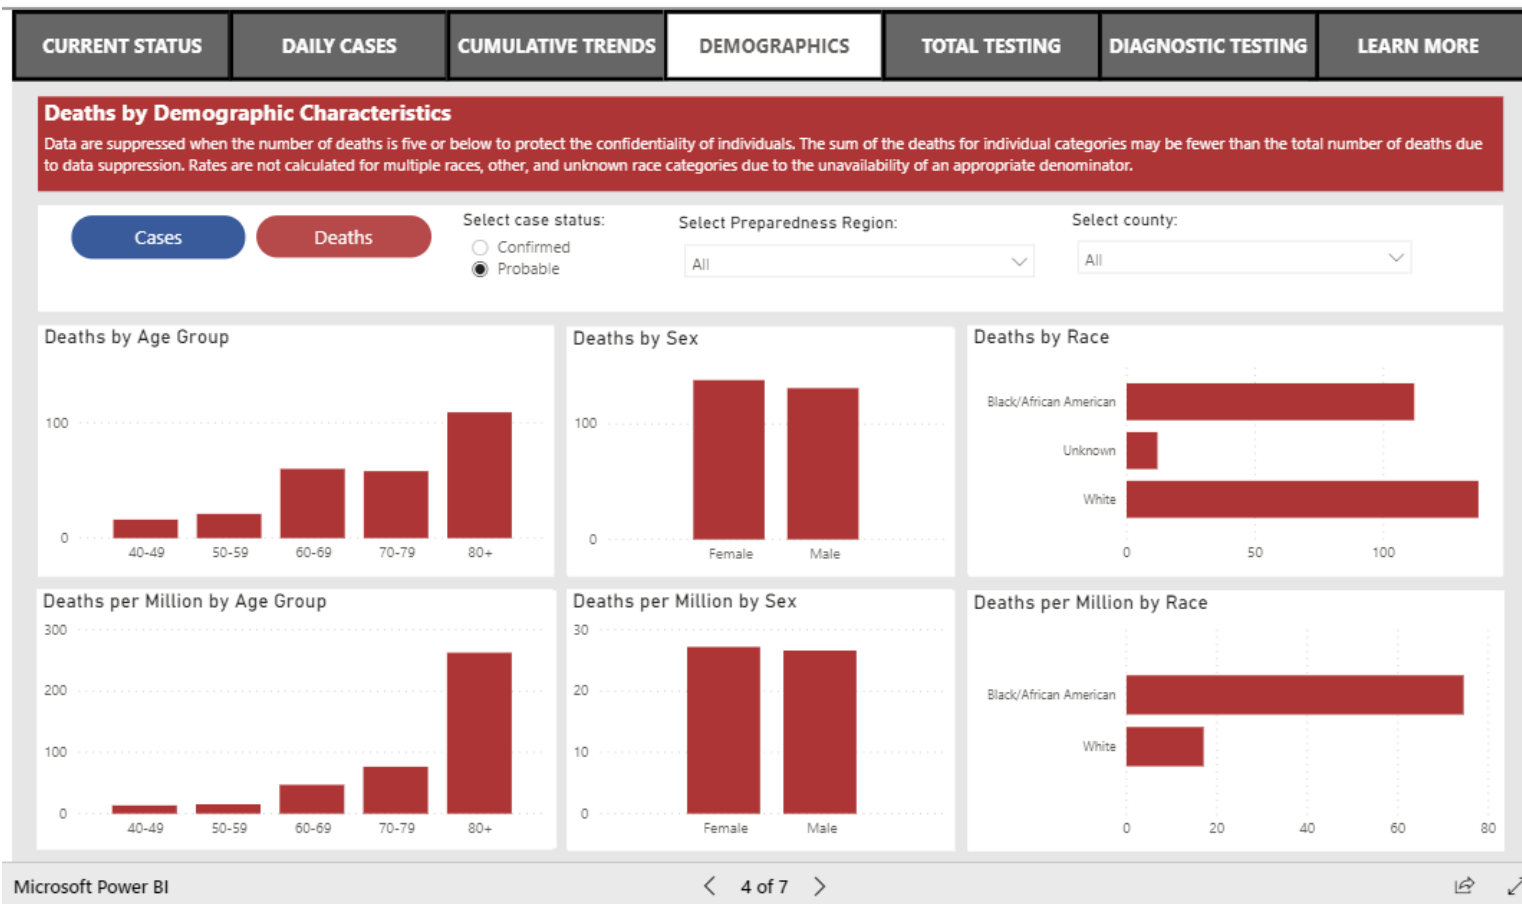 CURRENT STATUS DAILY CASES CUMULATIVE TRENDS DEMOGRAPHICS TOTAL TESTING DIAGNOSTIC TESTING LEARN MORE
Deaths by Demographic Characteristics
Data are suppressed when the number of deaths is five or below to protect the confidentiality of individuals. The sum of the deaths for individual categories may be fewer than the total number of deaths due
to data suppression. Rates are not calculated for multiple races, other, and unknown race categories due to the unavailability of an appropriate denominator.
Cases
Deaths
Select case status:
Confirmed
Probable
Select Preparedness Region:
All
Select county:
All
Deaths by Age Group
100
0
40-49 50-59 60-69 70-79 80+
Deaths by Sex
100
0
Female Male
Deaths by Race
Black/African American
Unknown
White
0 50 100
Deaths per Million by Age Group
300
200
100
0
40-49 50-59 60-69 70-79 80+
Deaths per Million by Sex
30
20
10
0
Female Male
Deaths per Million by Race
Black/African American
White
0 20 40 60 80
Microsoft Power BI
4 of 7